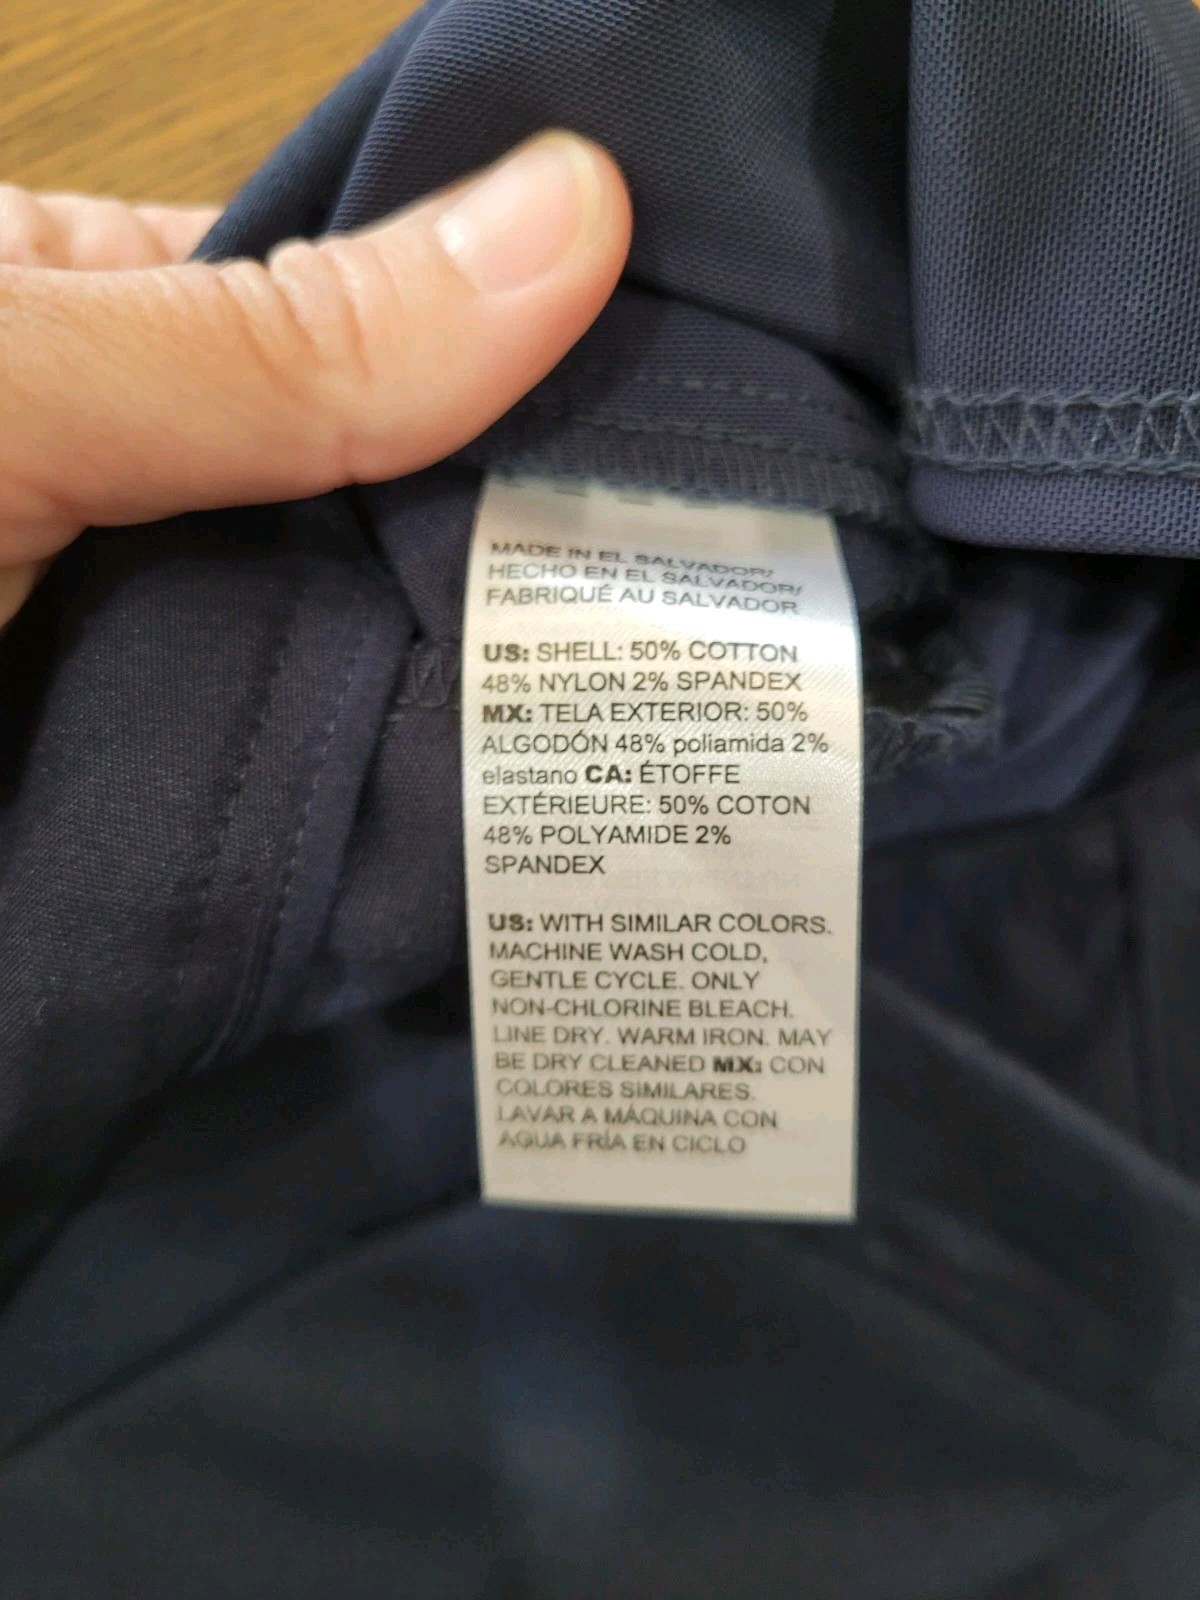 MADE IN EL SALVADOR/
HECHO EN EL SALVADOR/
FABRIQUÉ AU SALVADOR
US: SHELL: 50% COTTON
48% NYLON 2% SPANDEX
MX: TELA EXTERIOR: 50%
ALGODÓN 48% poliamida 2%
elastano CA: ÉTOFFE
EXTÉRIEURE: 50% COTON
48% POLYAMIDE 2%
SPANDEX
US: WITH SIMILAR COLORS.
MACHINE WASH COLD,
GENTLE CYCLE. ONLY
NON-CHLORINE BLEACH.
LINE DRY. WARM IRON. MAY
BE DRY CLEANED MX: CON
COLORES SIMILARES.
LAVAR A MÁQUINA CON
AGUA FRÍA EN CICLO